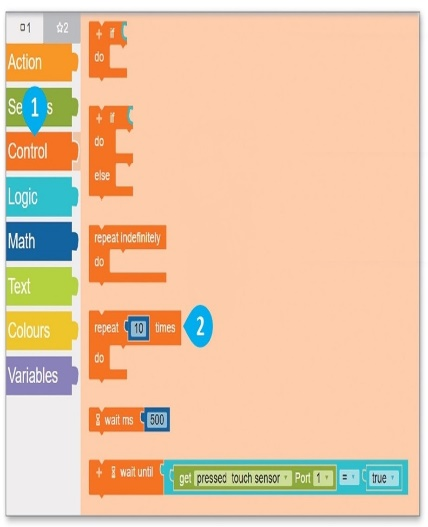 1 2
Action
Se s
1
Control
Logic
Math
Text
Colours
Variables
+ if
do
+ if
do
else
repeat indefinitely
do
repeat 10 times
2
do
wait ms 500
+ wait until get pressed touch sensor Port 1 = true